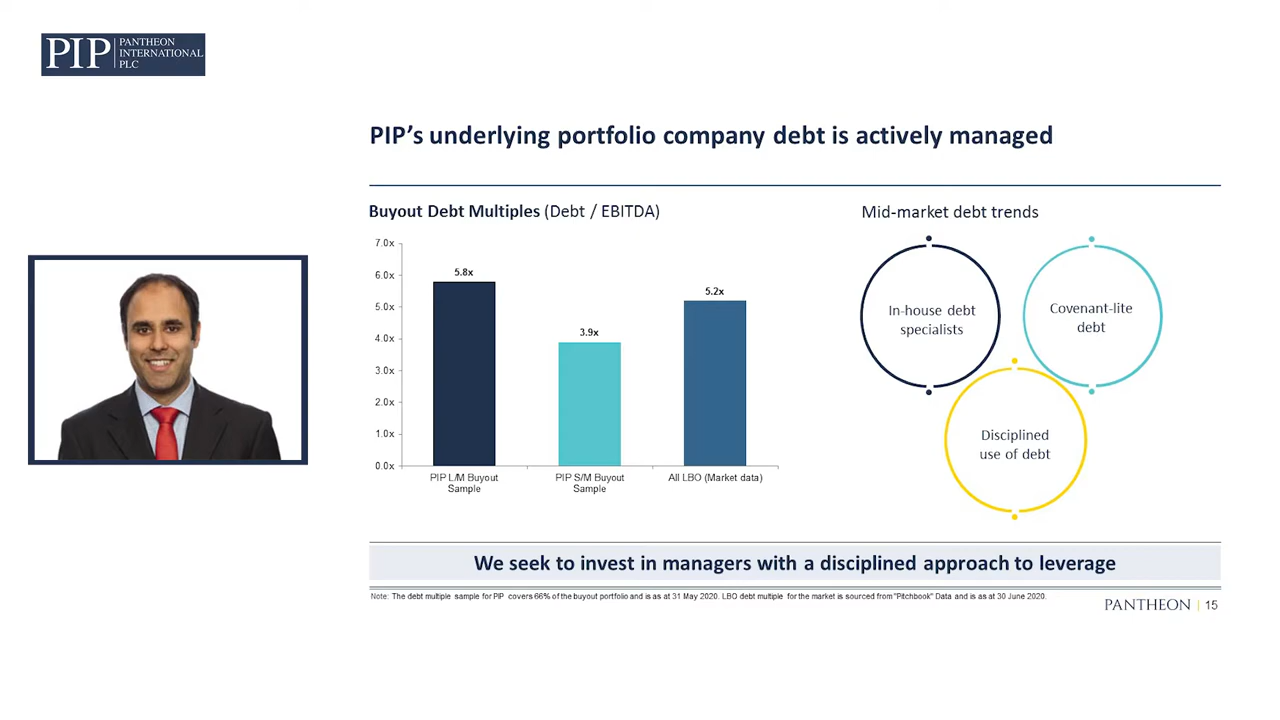 PIP PANTHEON
INTERNATIONAL
PLC
PIP’s underlying portfolio company debt is actively managed
Buyout Debt Multiples (Debt / EBITDA)
7.0x
6.0x
5.0x
4.0x
3.0x
2.0x
1.0x
0.0x
5.8x
3.9x
5.2x
PIP L/M Buyout
Sample
PIP S/M Buyout
Sample
All LBO (Market data)
Mid-market debt trends
In-house debt
specialists
Covenant-lite
debt
Disciplined
use of debt
We seek to invest in managers with a disciplined approach to leverage
Note: The debt multiple sample for PIP covers 66% of the buyout portfolio and is as at 31 May 2020. LBO debt multiple for the market is sourced from "Pitchbook" Data and is as at 30 June 2020.
PANTHEON | 15